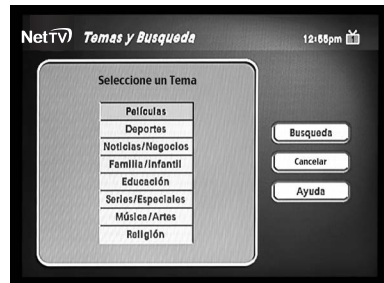 NetTV Temas y Busqueda 12:55pm
Seleccione un Tema
Películas
Deportes
Noticias/Negocios
Familia/Infantil
Educación
Series/Especiales
Música/Artes
Religión
Busqueda
Cancelar
Ayuda